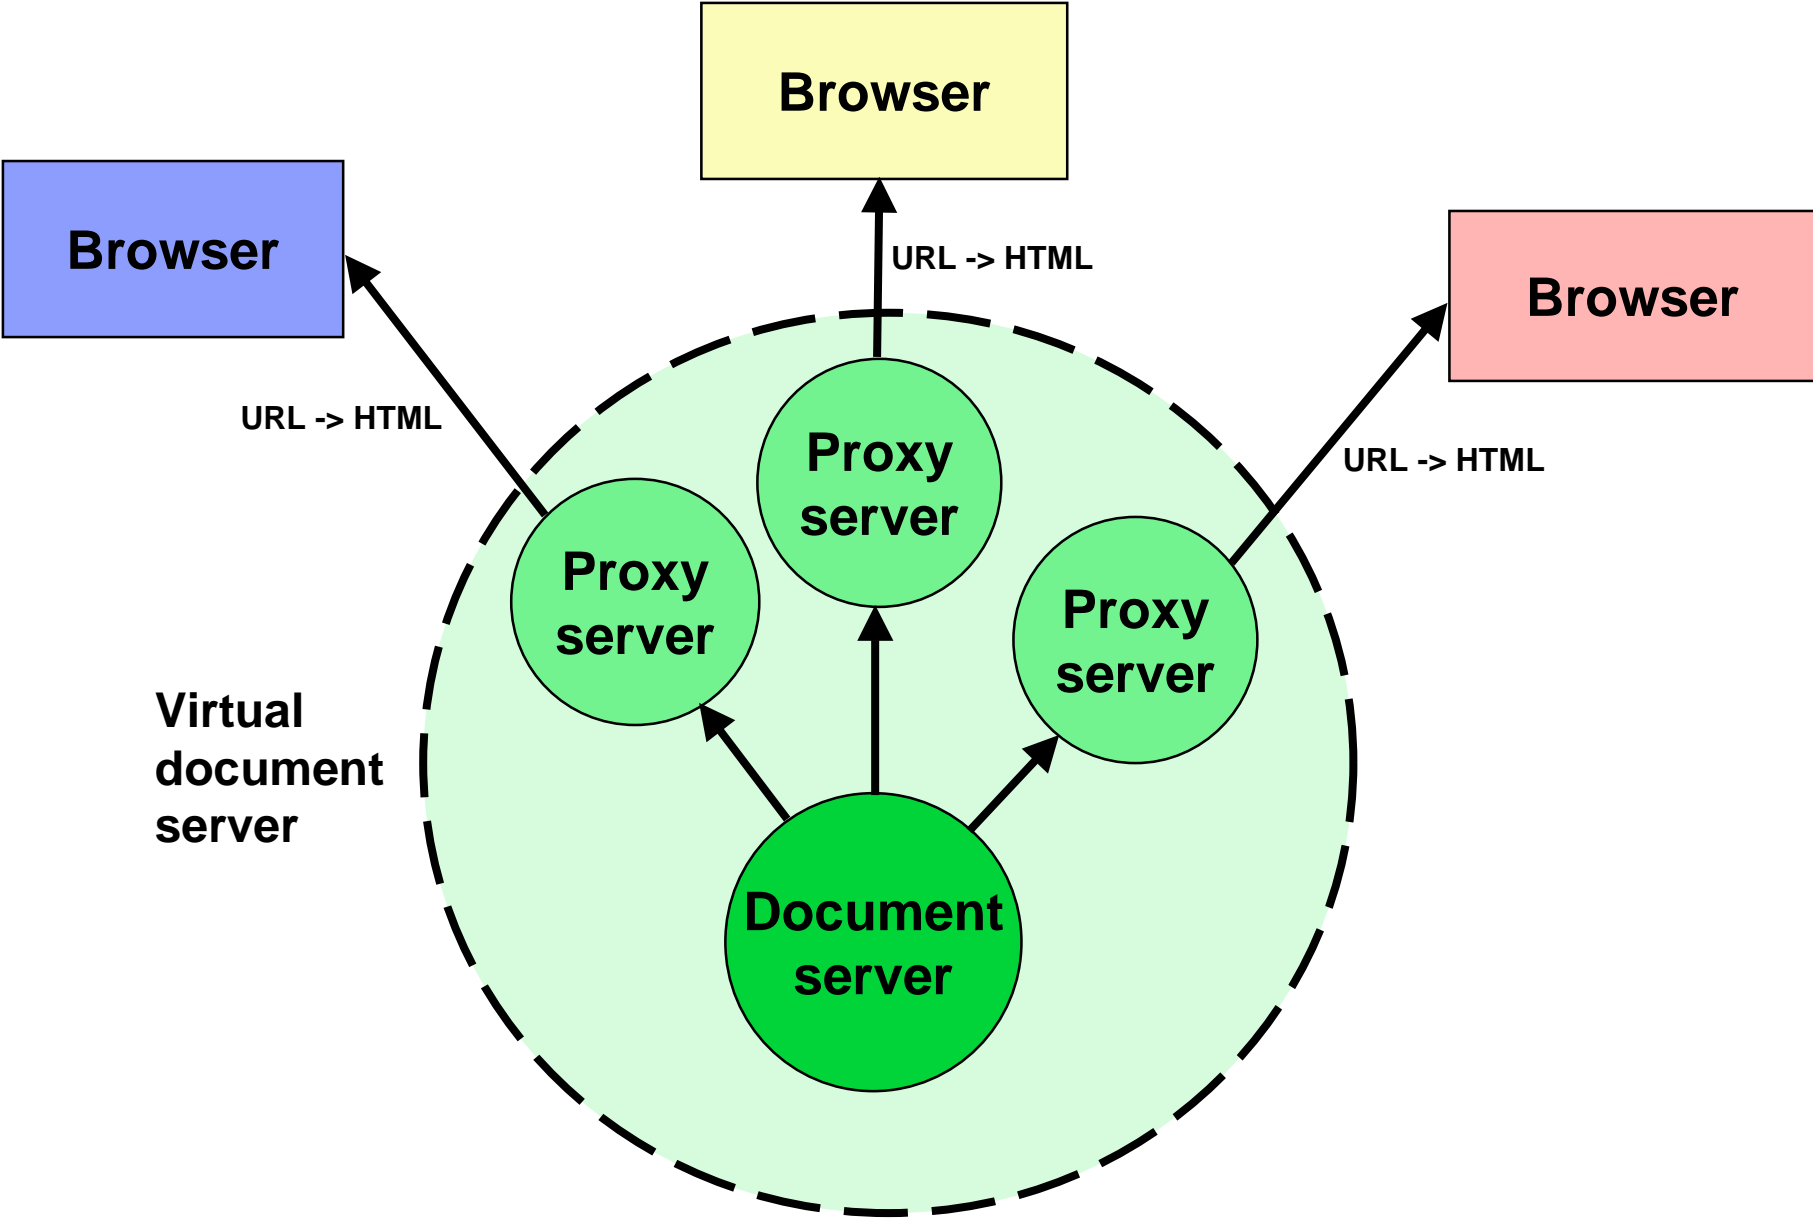 Browser
Browser
URL -> HTML
Browser
URL -> HTML
Proxy
server
URL -> HTML
Proxy
server
Proxy
server
Virtual
document
server
Document
server